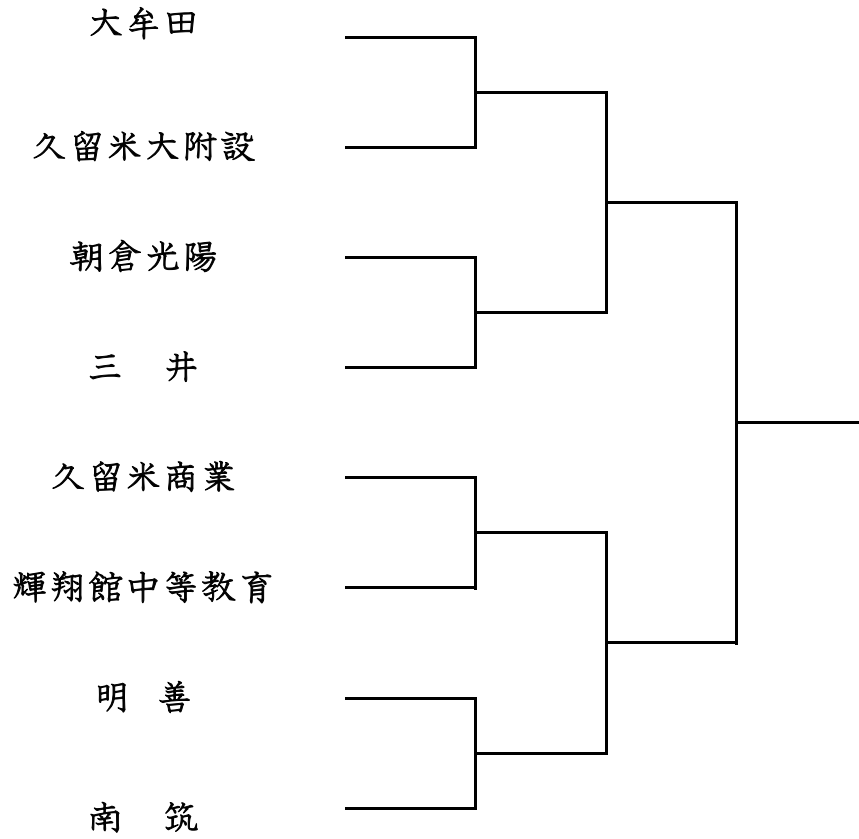 大牟田
久留米大附設
朝倉光陽
三　井
久留米商業
輝翔館中等教育
明　善
南　筑